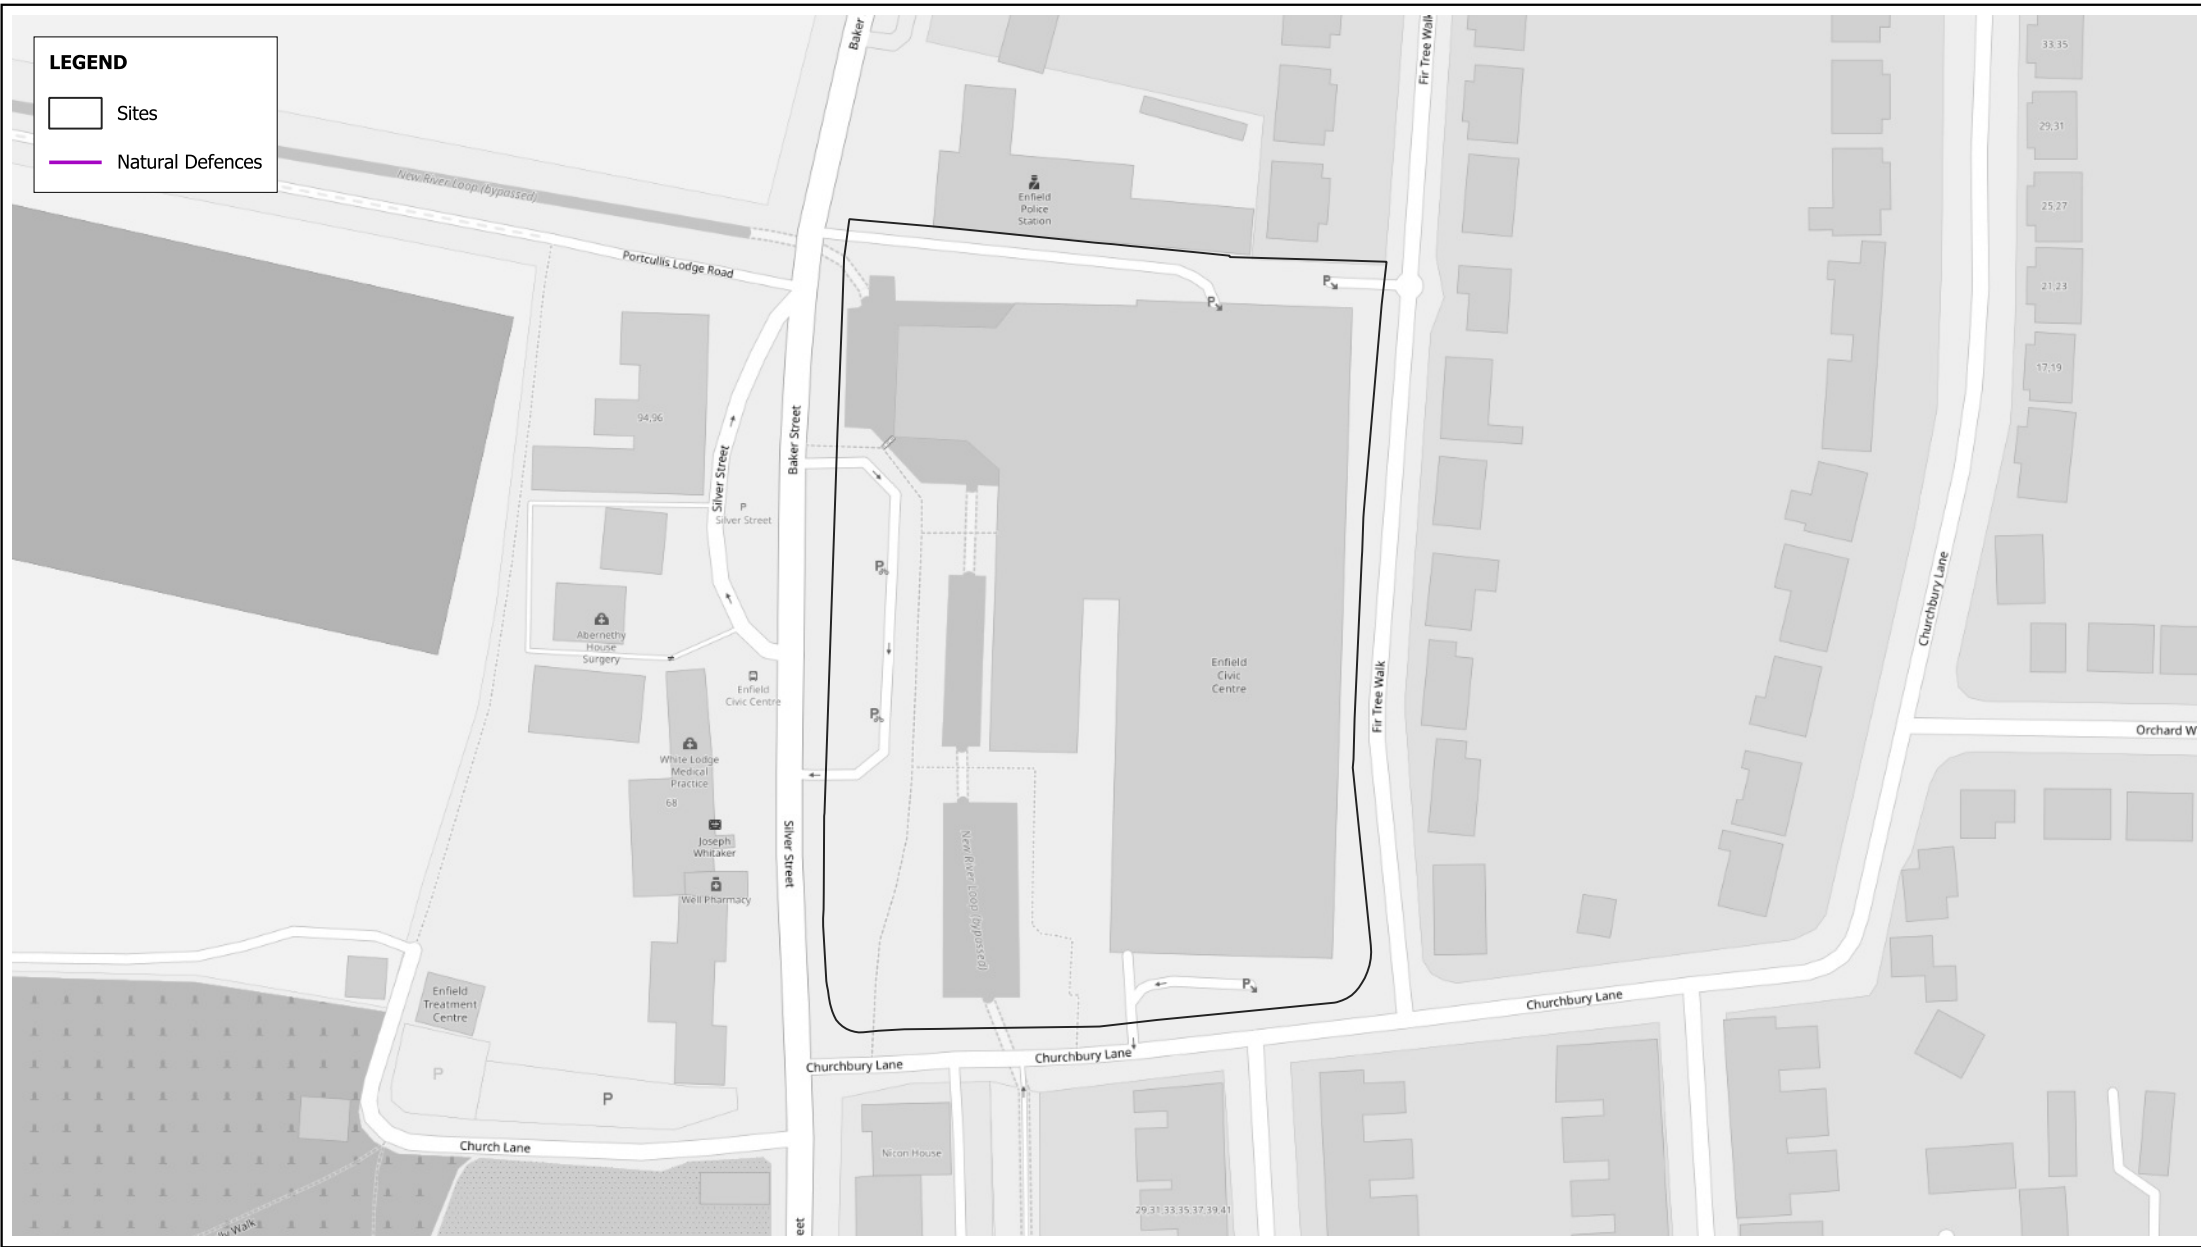 LEGEND
Sites
Natural Defences
Baker
Fir Tree Walk
33,35
29,31
25,27
21,23
17,19
New River Loop (bypassed)
Portcullis Lodge Road
Enfield
Police
Station
P
P
94,96
Baker Street
Silver Street
P
Silver Street
P
Abernethy
House
Surgery
Enfield
Civic Centre
P
Enfield
Civic
Centre
Fir Tree Walk
Churchbury Lane
Orchard W
White Lodge
Medical
Practice
68
Joseph
Whitaker
Well Pharmacy
Silver Street
New River Loop (bypassed)
P
Enfield
Treatment
Centre
P
P
Churchbury Lane
Churchbury Lane
Churchbury Lane
Church Lane
Nicon House
29,31,33,35,37,39,41
Walk
eet